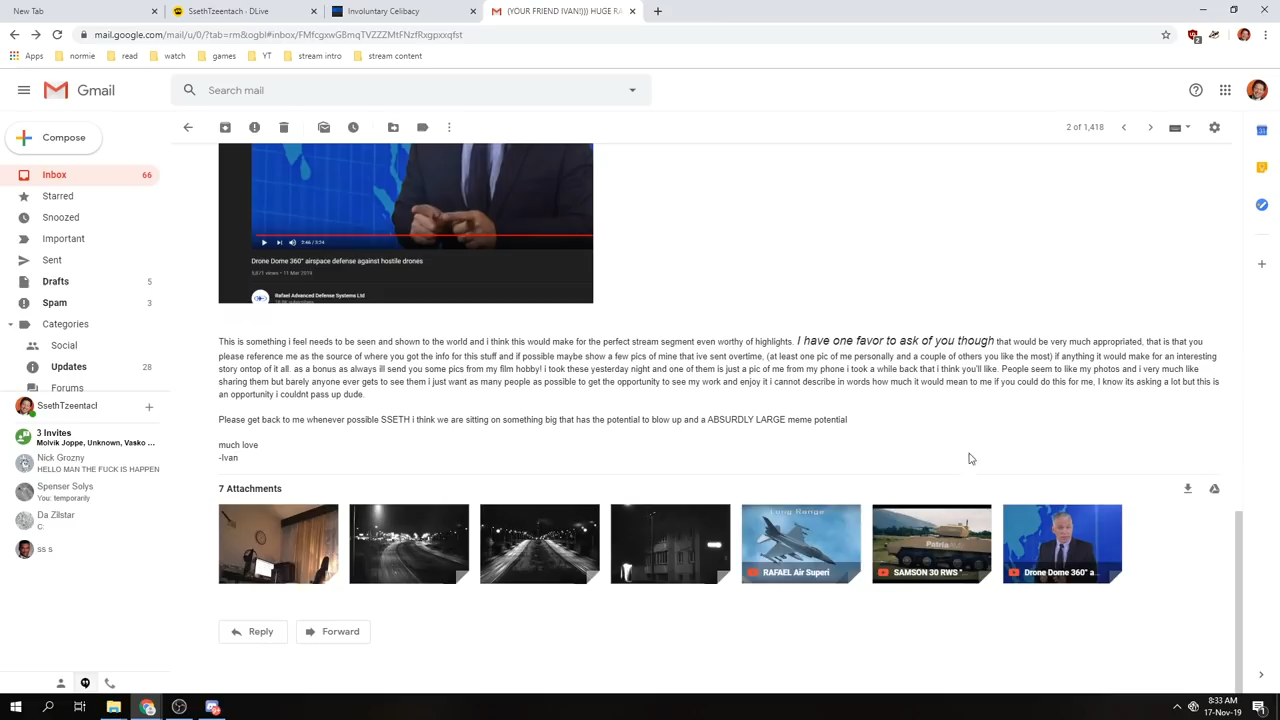 New Tab
SsethTzeentach - DLive
Involuntary Celibacy
(YOUR FRIEND IVAN!)) HUGE RA
mail.google.com/mail/u/0/?tab=rm&ogbl#inbox/FMfcgxwGBmqTVZZZMtFNzfRxgpxxqfst
2
Apps
normie
read
watch
games
YT
stream intro
stream content
Gmail
Search mail
Compose
2 of 1,418
Inbox 66
Starred
Snoozed
Important
Sent
Drafts 5
Spam 3
Categories
Social
Updates 28
Forums
SsethTzeentacl
3 Invites
Molvik Joppe, Unknown, Vasko ...
Nick Grozny
HELLO MAN THE FUCK IS HAPPEN
Spenser Solys
You: temporarily
Da Zilstar
C:
ss s
3:46 / 3:24
Drone Dome 360° airspace defense against hostile drones
5,871 views • 11 Mar 2019
Rafael Advanced Defense Systems Ltd
This is something i feel needs to be seen and shown to the world and i think this would make for the perfect stream segment even worthy of highlights. I have one favor to ask of you though that would be very much appropriated, that is that you
please reference me as the source of where you got the info for this stuff and if possible maybe show a few pics of mine that ive sent overtime, (at least one pic of me personally and a couple of others you like the most) if anything it would make for an interesting
story ontop of it all. as a bonus as always ill send you some pics from my film hobby! i took these yesterday night and one of them is just a pic of me from my phone i took a while back that i think you'll like. People seem to like my photos and i very much like
sharing them but barely anyone ever gets to see them i just want as many people as possible to get the opportunity to see my work and enjoy it i cannot describe in words how much it would mean to me if you could do this for me, I know its asking a lot but this is
an opportunity i couldnt pass up dude.
Please get back to me whenever possible SSETH i think we are sitting on something big that has the potential to blow up and a ABSURDLY LARGE meme potential
much love
-Ivan
7 Attachments
Long Range
RAFAEL Air Superi
Patria
SAMSON 30 RWS "
Drone Dome 360° a
Reply
Forward
8:33 AM
17-Nov-19
1